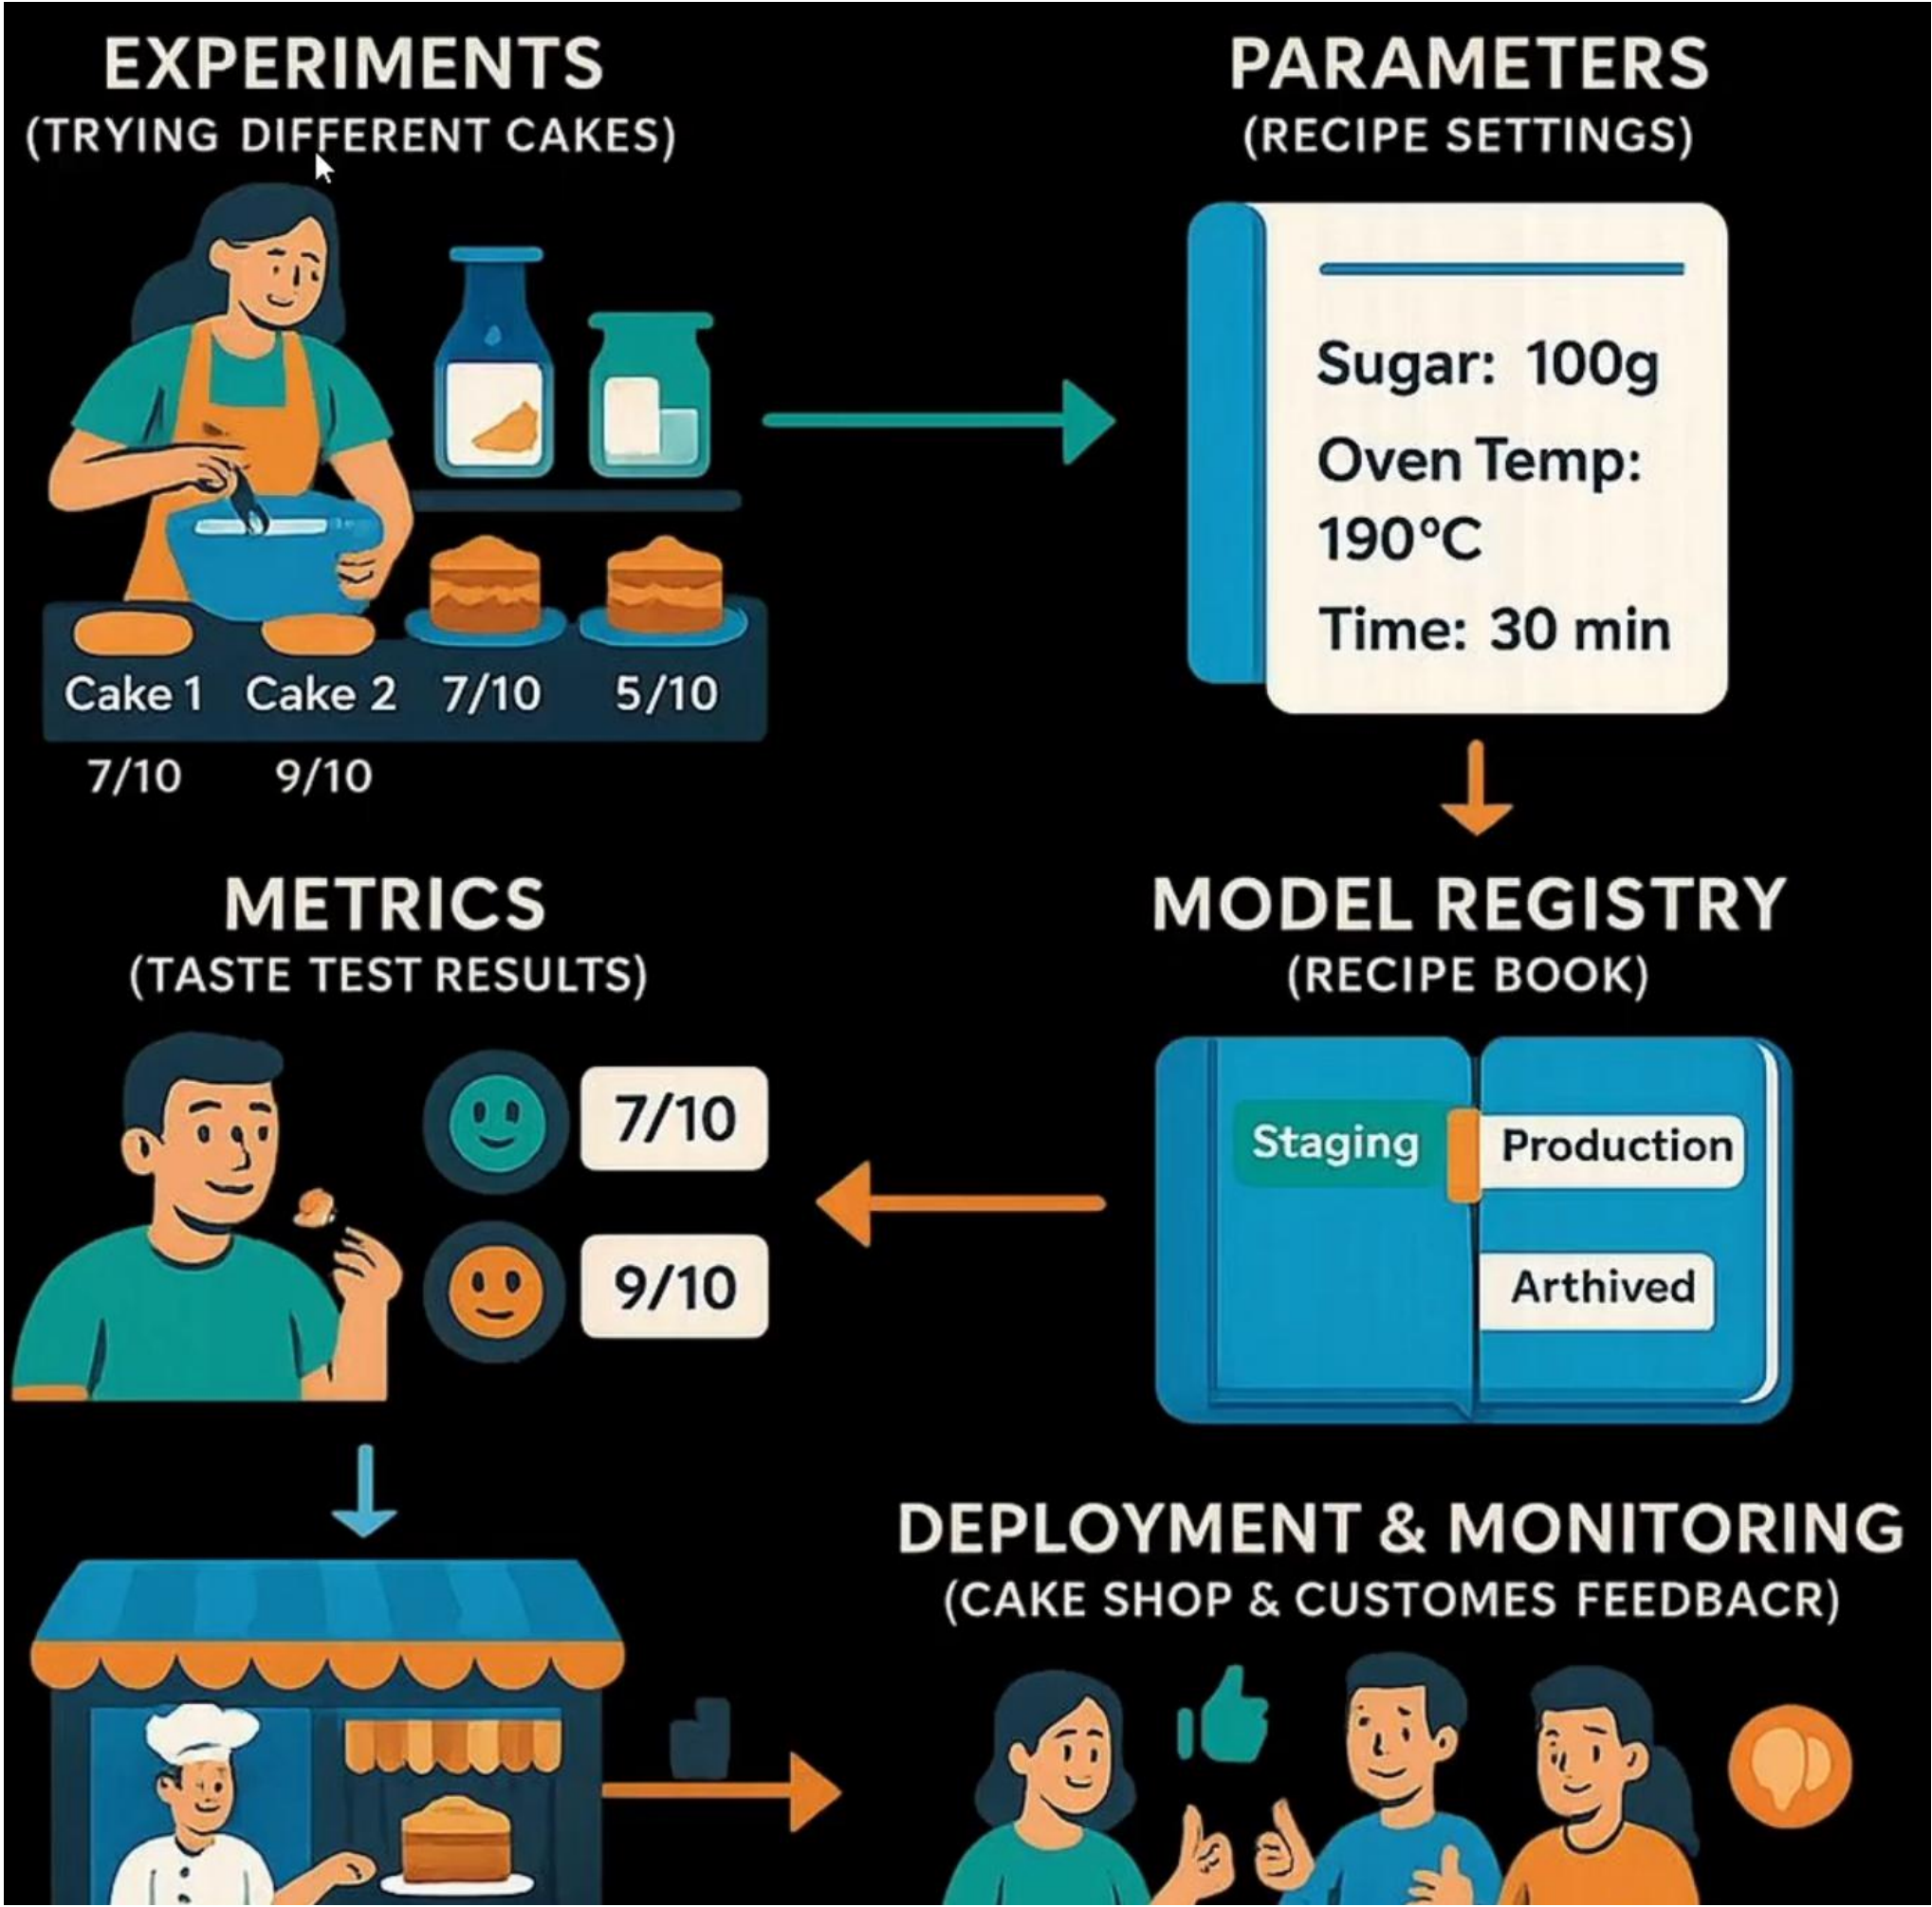 EXPERIMENTS
(TRYING DIFFERENT CAKES)
Cake 1 Cake 2 7/10 5/10
7/10 9/10
PARAMETERS
(RECIPE SETTINGS)
Sugar: 100g
Oven Temp:
190°C
Time: 30 min
MODEL REGISTRY
(RECIPE BOOK)
Staging Production
Arthived
METRICS
(TASTE TEST RESULTS)
7/10
9/10
DEPLOYMENT & MONITORING
(CAKE SHOP & CUSTOMES FEEDBACR)